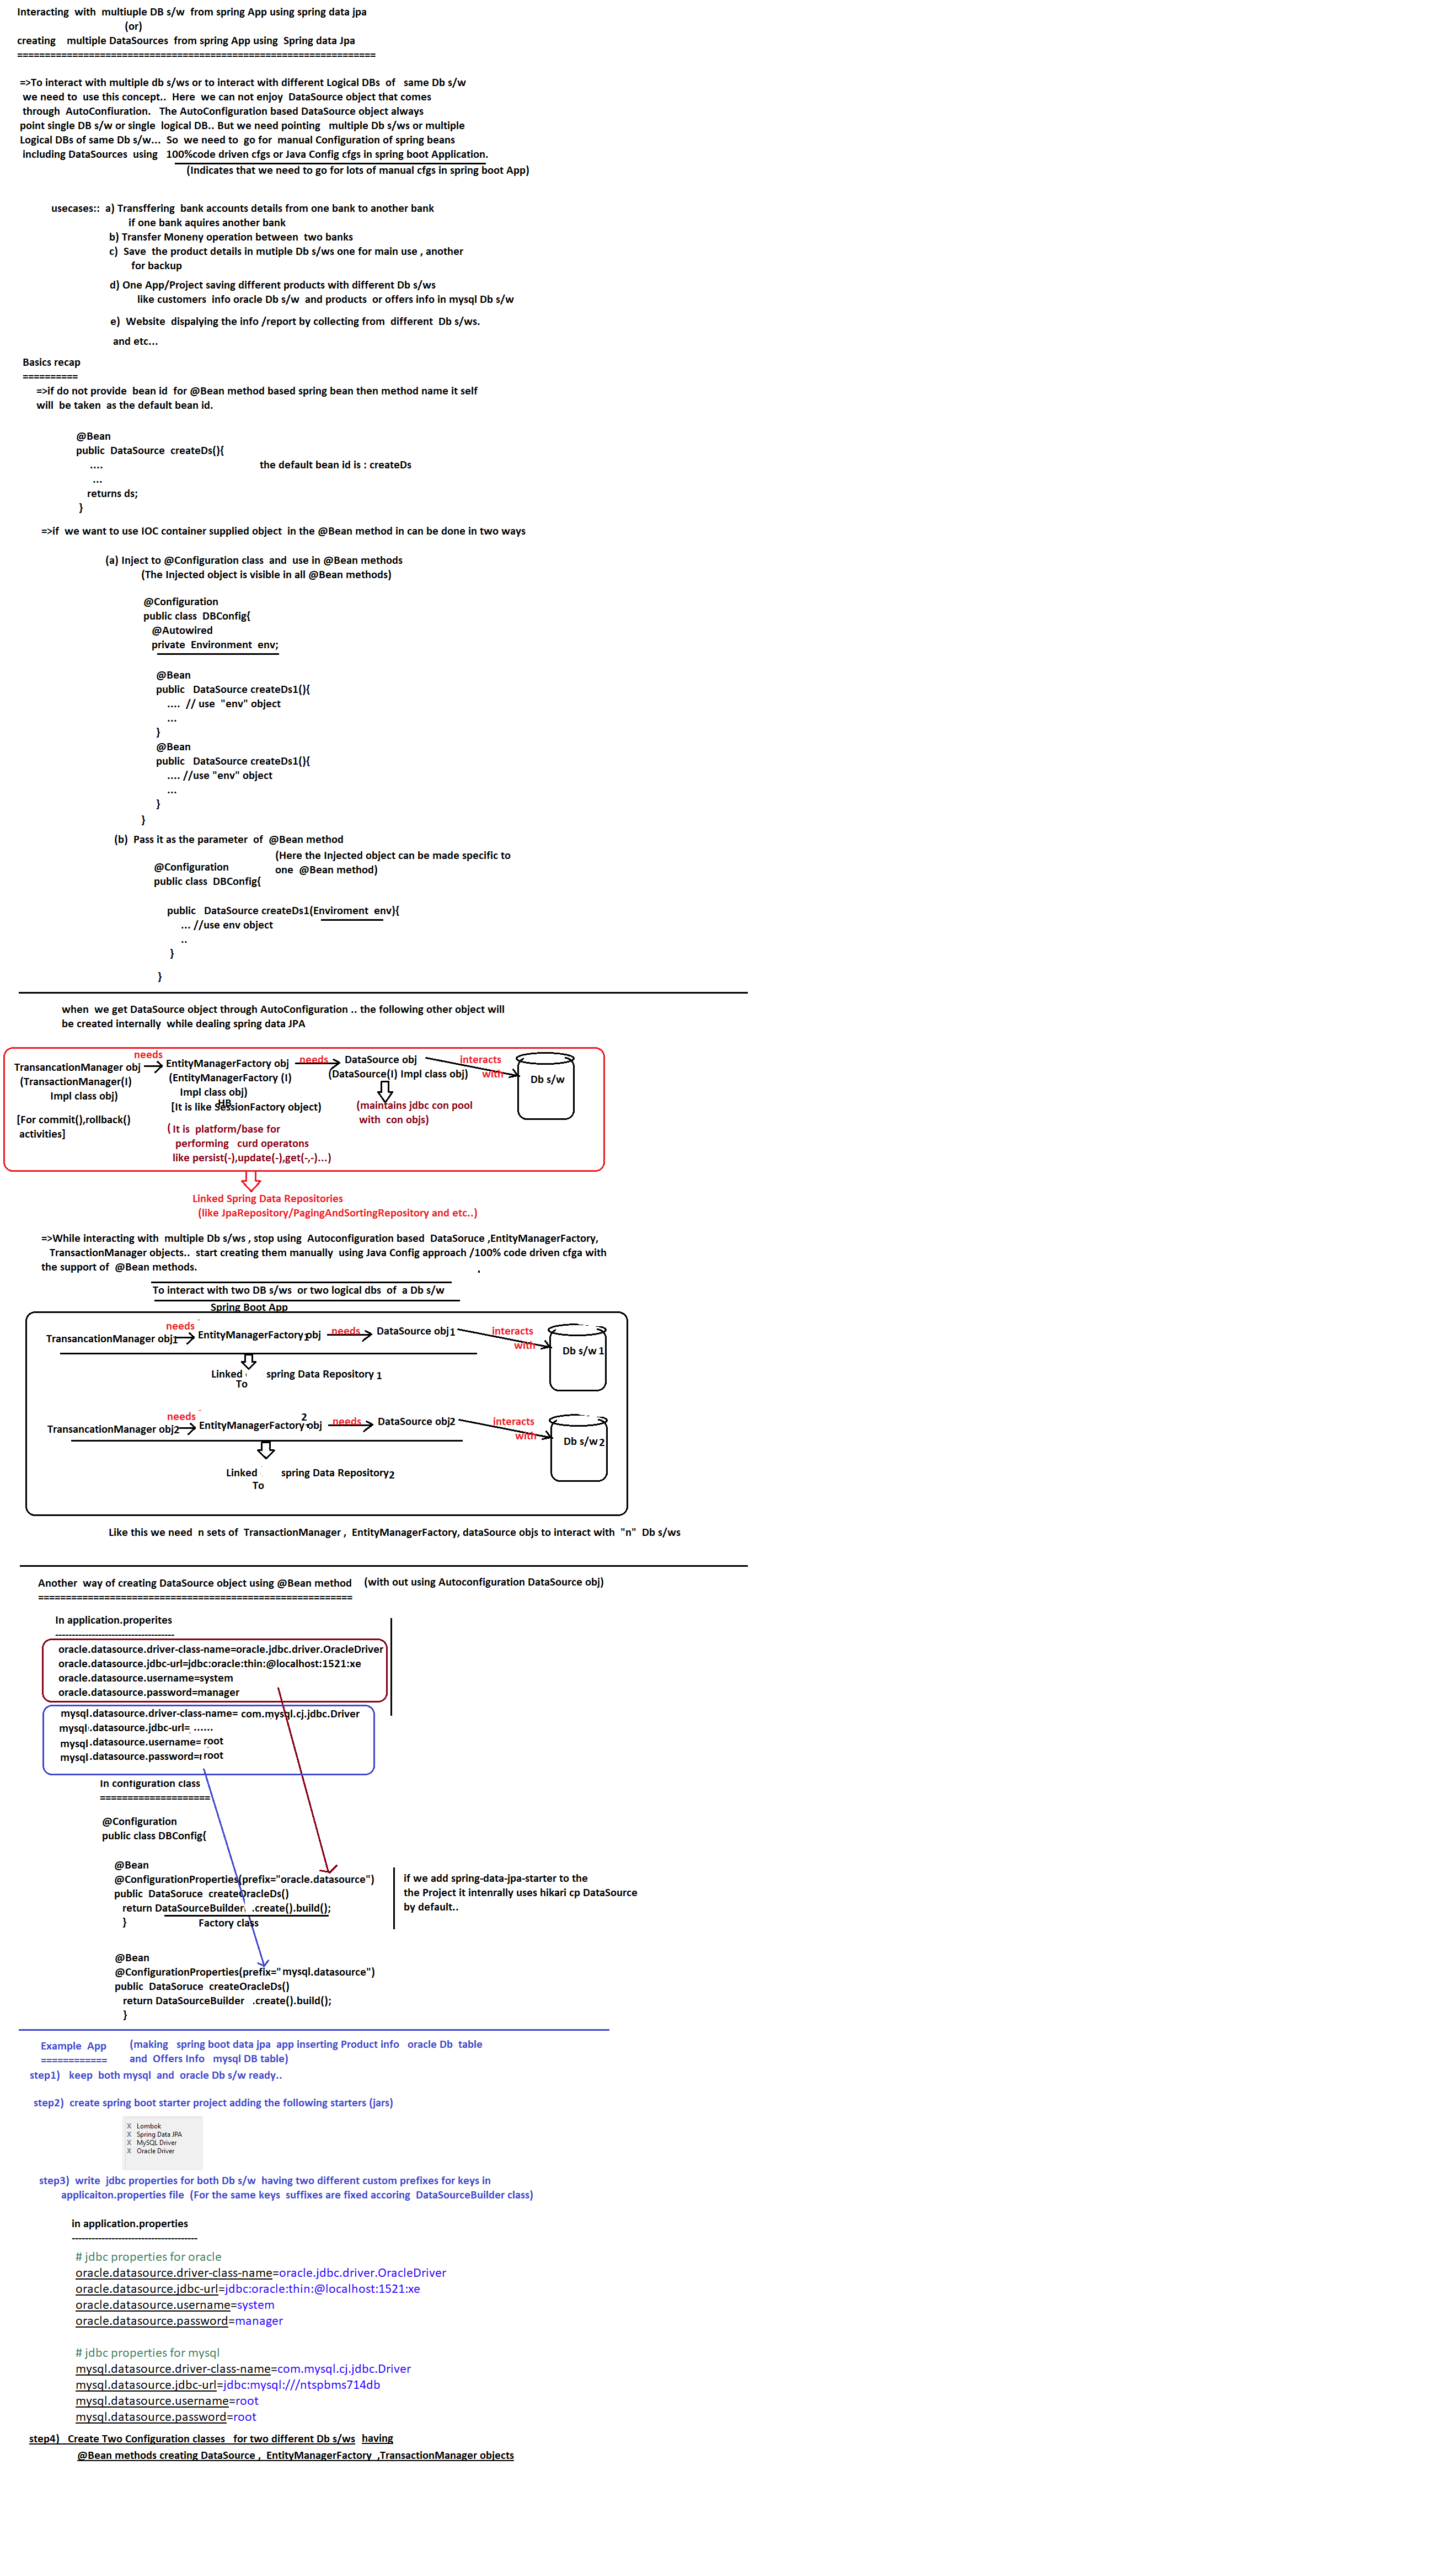 Interacting with multiuple DB s/w from spring App using spring data jpa
(or)
creating multiple DataSources from spring App using Spring data Jpa
=================================================================
=>To interact with multiple db s/ws or to interact with different Logical DBs of same Db s/w
we need to use this concept.. Here we can not enjoy DataSource object that comes
through AutoConfiuration. The AutoConfiguration based DataSource object always
point single DB s/w or single logical DB.. But we need pointing multiple Db s/ws or multiple
Logical DBs of same Db s/w... So we need to go for manual Configuration of spring beans
including DataSources using 100%code driven cfgs or Java Config cfgs in spring boot Application.
(Indicates that we need to go for lots of manual cfgs in spring boot App)
usecases:: a) Transffering bank accounts details from one bank to another bank
if one bank aquires another bank
b) Transfer Moneny operation between two banks
c) Save the product details in mutiple Db s/ws one for main use , another
for backup
d) One App/Project saving different products with different Db s/ws
like customers info oracle Db s/w and products or offers info in mysql Db s/w
e) Website dispalying the info /report by collecting from different Db s/ws.
and etc...
Basics recap
==========
=>if do not provide bean id for @Bean method based spring bean then method name it self
will be taken as the default bean id.
@Bean
public DataSource createDs(){
.... the default bean id is : createDs
...
returns ds;
}
=>if we want to use IOC container supplied object in the @Bean method in can be done in two ways
(a) Inject to @Configuration class and use in @Bean methods
(The Injected object is visible in all @Bean methods)
@Configuration
public class DBConfig{
@Autowired
private Environment env;
@Bean
public DataSource createDs1(){
.... // use "env" object
...
}
@Bean
public DataSource createDs1(){
.... //use "env" object
...
}
}
(b) Pass it as the parameter of @Bean method
(Here the Injected object can be made specific to
one @Bean method)
@Configuration
public class DBConfig{
public DataSource createDs1(Enviroment env){
... //use env object
..
}
}
when we get DataSource object through AutoConfiguration .. the following other object will
be created internally while dealing spring data JPA
TransancationManager obj
(TransactionManager(I)
Impl class obj)
[For commit(),rollback()
activities]
needs
EntityManagerFactory obj
(EntityManagerFactory (I)
Impl class obj)
HB
[It is like SessionFactory object)
( It is platform/base for
performing curd operatons
like persist(-),update(-),get(-,-)...)
needs
DataSource obj
(DataSource(I) Impl class obj)
(maintains jdbc con pool
with con objs)
interacts
with
Db s/w
Linked Spring Data Repositories
(like JpaRepository/PagingAndSortingRepository and etc..)
=>While interacting with multiple Db s/ws , stop using Autoconfiguration based DataSoruce ,EntityManagerFactory,
TransactionManager objects.. start creating them manually using Java Config approach /100% code driven cfga with
the support of @Bean methods.
To interact with two DB s/ws or two logical dbs of a Db s/w
Spring Boot App
TransancationManager obj1 needs EntityManagerFactory1obj needs DataSource obj1 interacts with Db s/w 1
Linked spring Data Repository 1
To
TransancationManager obj2 needs EntityManagerFactory2obj needs DataSource obj2 interacts with Db s/w 2
Linked spring Data Repository2
To
Like this we need n sets of TransactionManager , EntityManagerFactory, dataSource objs to interact with "n" Db s/ws
Another way of creating DataSource object using @Bean method (with out using Autoconfiguration DataSource obj)
=========================================================
In application.properites
------------------------------------
oracle.datasource.driver-class-name=oracle.jdbc.driver.OracleDriver
oracle.datasource.jdbc-url=jdbc:oracle:thin:@localhost:1521:xe
oracle.datasource.username=system
oracle.datasource.password=manager
mysql.datasource.driver-class-name= com.mysql.cj.jdbc.Driver
mysql.datasource.jdbc-url= ......
mysql.datasource.username= root
mysql.datasource.password= root
In configuration class
====================
@Configuration
public class DBConfig{
@Bean
@ConfigurationProperties(prefix="oracle.datasource")
public DataSoruce createOracleDs()
return DataSourceBuilder .create().build();
} Factory class
if we add spring-data-jpa-starter to the
the Project it intenrally uses hikari cp DataSource
by default..
@Bean
@ConfigurationProperties(prefix="mysql.datasource")
public DataSoruce createOracleDs()
return DataSourceBuilder .create().build();
}
Example App (making spring boot data jpa app inserting Product info oracle Db table
============ and Offers Info mysql DB table)
step1) keep both mysql and oracle Db s/w ready..
step2) create spring boot starter project adding the following starters (jars)
X Lombok
X Spring Data JPA
X MySQL Driver
X Oracle Driver
step3) write jdbc properties for both Db s/w having two different custom prefixes for keys in
applicaiton.properties file (For the same keys suffixes are fixed accoring DataSourceBuilder class)
in application.properties
--------------------------------------
# jdbc properties for oracle
oracle.datasource.driver-class-name=oracle.jdbc.driver.OracleDriver
oracle.datasource.jdbc-url=jdbc:oracle:thin:@localhost:1521:xe
oracle.datasource.username=system
oracle.datasource.password=manager
# jdbc properties for mysql
mysql.datasource.driver-class-name=com.mysql.cj.jdbc.Driver
mysql.datasource.jdbc-url=jdbc:mysql:///ntspbms714db
mysql.datasource.username=root
mysql.datasource.password=root
step4) Create Two Configuration classes for two different Db s/ws having
@Bean methods creating DataSource , EntityManagerFactory ,TransactionManager objects